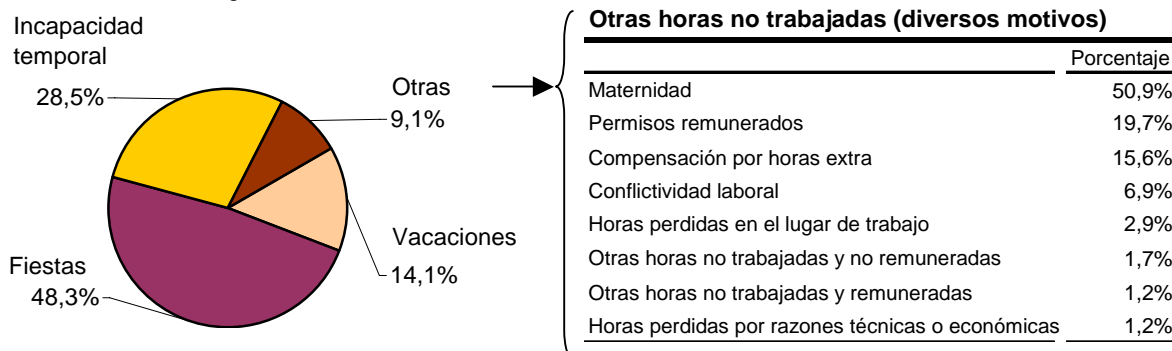 Incapacidad
temporal
28,5%
Otras
9,1%
Vacaciones
14,1%
Fiestas
48,3%
Otras horas no trabajadas (diversos motivos)
Porcentaje
Maternidad 50,9%
Permisos remunerados 19,7%
Compensación por horas extra 15,6%
Conflictividad laboral 6,9%
Horas perdidas en el lugar de trabajo 2,9%
Otras horas no trabajadas y no remuneradas 1,7%
Otras horas no trabajadas y remuneradas 1,2%
Horas perdidas por razones técnicas o económicas 1,2%